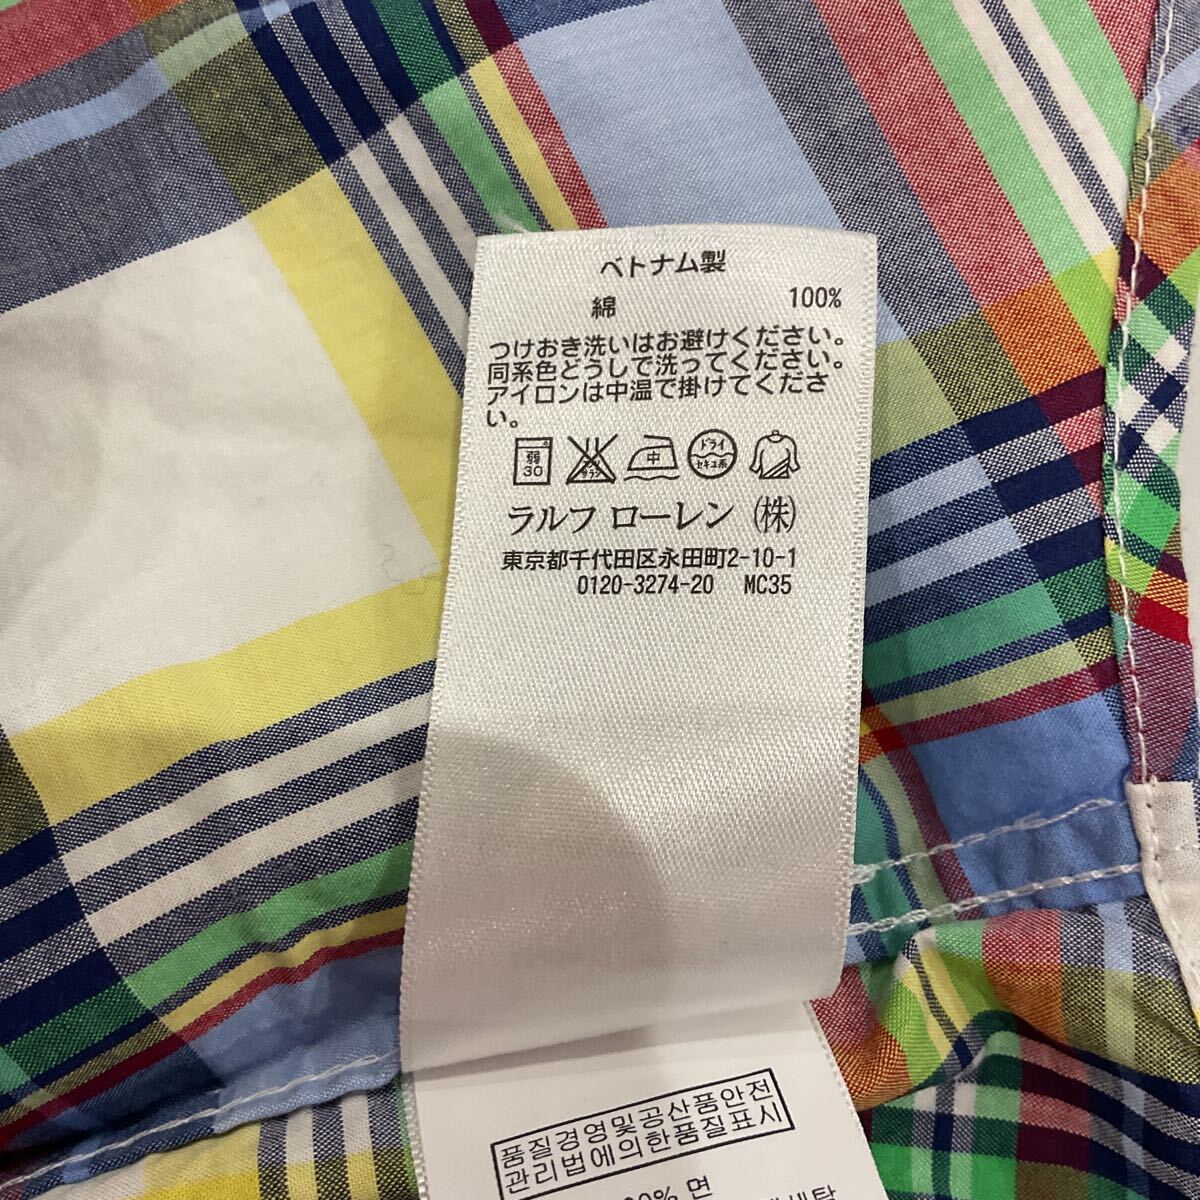 ベトナム製
綿 100%
つけおき洗いはお避けください。
同系色どうしで洗ってください。
アイロンは中温で掛けてくださ
い。
弱 30 サラシ 中 ドライ セキユ系
ラルフ ローレン (株)
東京都千代田区永田町2-10-1
0120-3274-20 MC35
품질경영및공산품안전
관리법에의한품질표시
00% 면